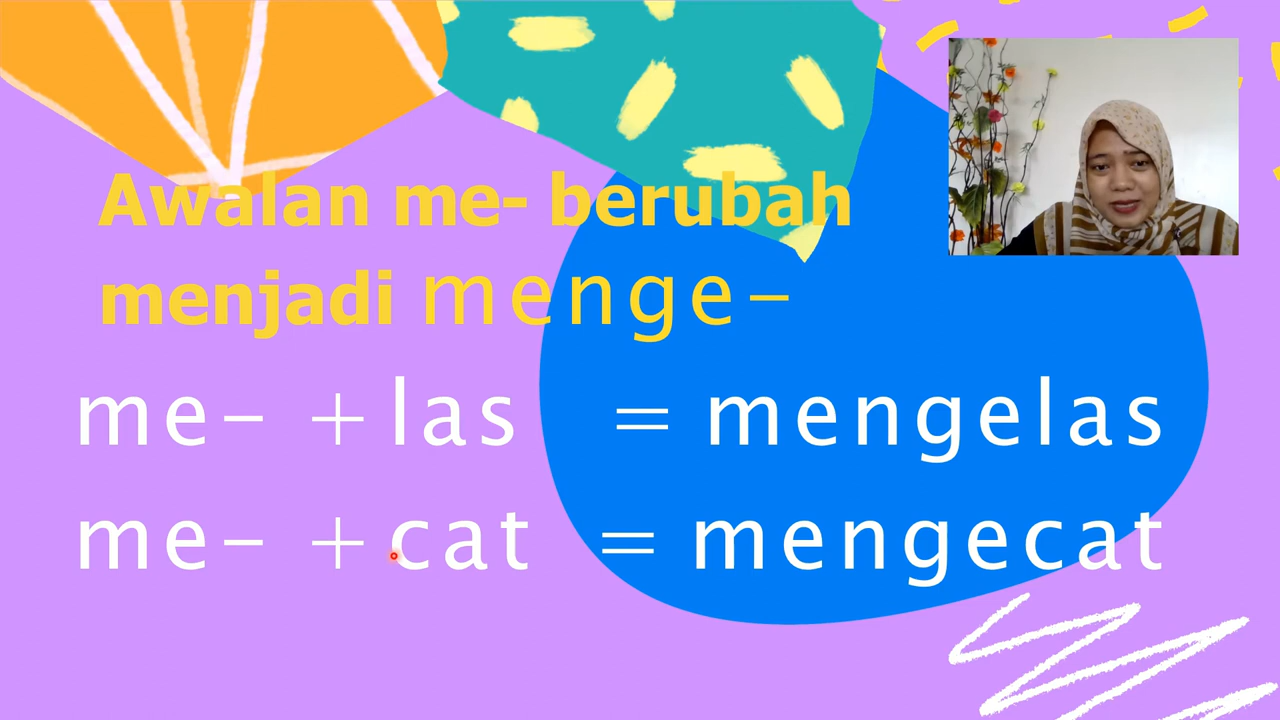 Awalan me- berubah
menjadi menge-
me- + las = mengelas
me- + cat = mengecat